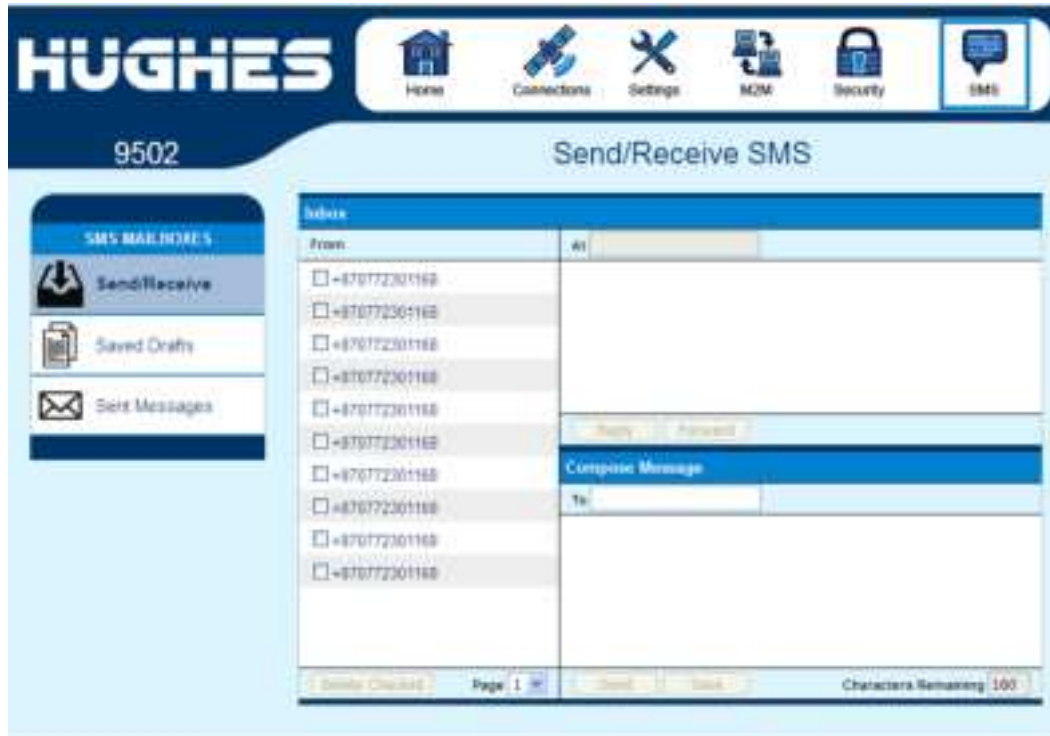 HUGHES
Home
Connections
Settings
M2M
Security
SMS
9502
Send/Receive SMS
SMS MAILBOXES
Send/Receive
Saved Drafts
Sent Messages
Inbox
From
At
+870772301168
+870772301168
+870772301168
+870772301168
+870772301168
+870772301168
+870772301168
+870772301168
+870772301168
+870772301168
Reply
Forward
Compose Message
To
Delete Checked
Page 1
Send
Save
Characters Remaining 160